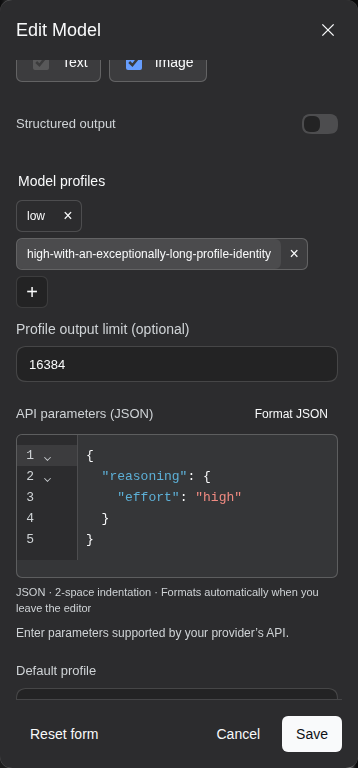 Edit Model
Text
Image
Structured output
Model profiles
low ×
high-with-an-exceptionally-long-profile-identity ×
+
Profile output limit (optional)
16384
API parameters (JSON)
Format JSON
1 {
2 "reasoning": {
3 "effort": "high"
4 }
5 }
JSON · 2-space indentation · Formats automatically when you
leave the editor
Enter parameters supported by your provider’s API.
Default profile
Reset form
Cancel
Save